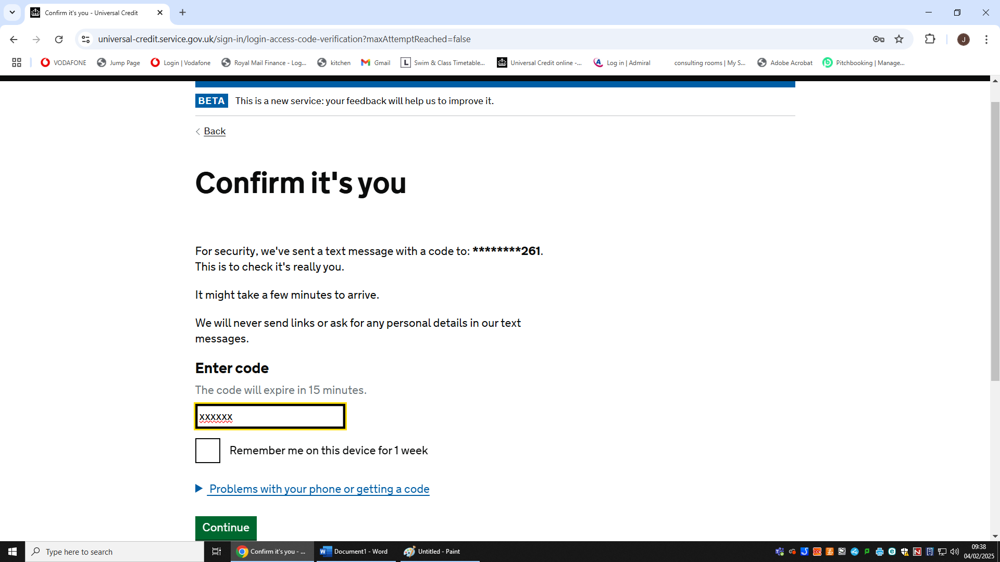 Confirm it's you - Universal Credit
universal-credit.service.gov.uk/sign-in/login-access-code-verification?maxAttemptReached=false
J
VODAFONE
Jump Page
Login | Vodafone
Royal Mail Finance - Log...
kitchen
Gmail
L Swim & Class Timetable...
Universal Credit online -...
Log in | Admiral
consulting rooms | My S...
Adobe Acrobat
Pitchbooking | Manage...
BETA This is a new service: your feedback will help us to improve it.
Back
Confirm it's you
For security, we've sent a text message with a code to: ********261.
This is to check it's really you.
It might take a few minutes to arrive.
We will never send links or ask for any personal details in our text
messages.
Enter code
The code will expire in 15 minutes.
xxxxxx
Remember me on this device for 1 week
Problems with your phone or getting a code
Continue
Type here to search
Confirm it's you - ...
Document1 - Word
Untitled - Paint
09:38
04/02/2025